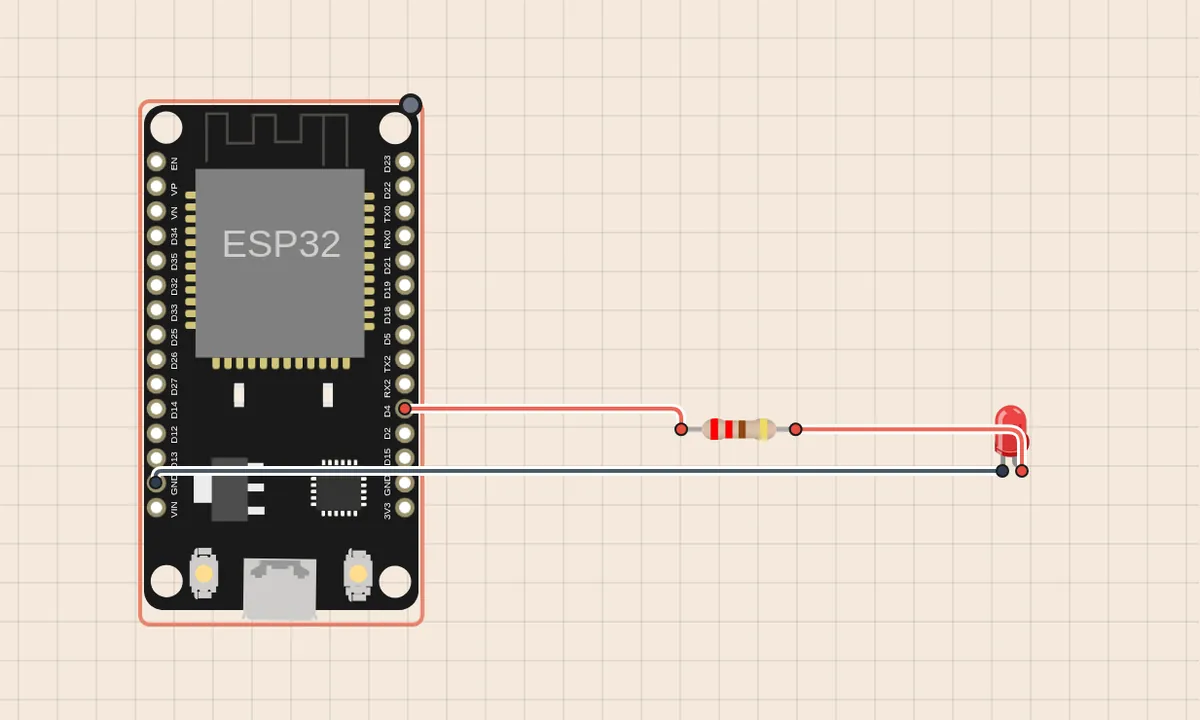 EN
VP
VN
D34
D35
D32
D33
D25
D26
D27
D14
D12
D13
GND
VIN
ESP32
D23
D22
TX0
RX0
D21
D19
D18
D5
TX2
RX2
D4
D2
D15
GND
3V3